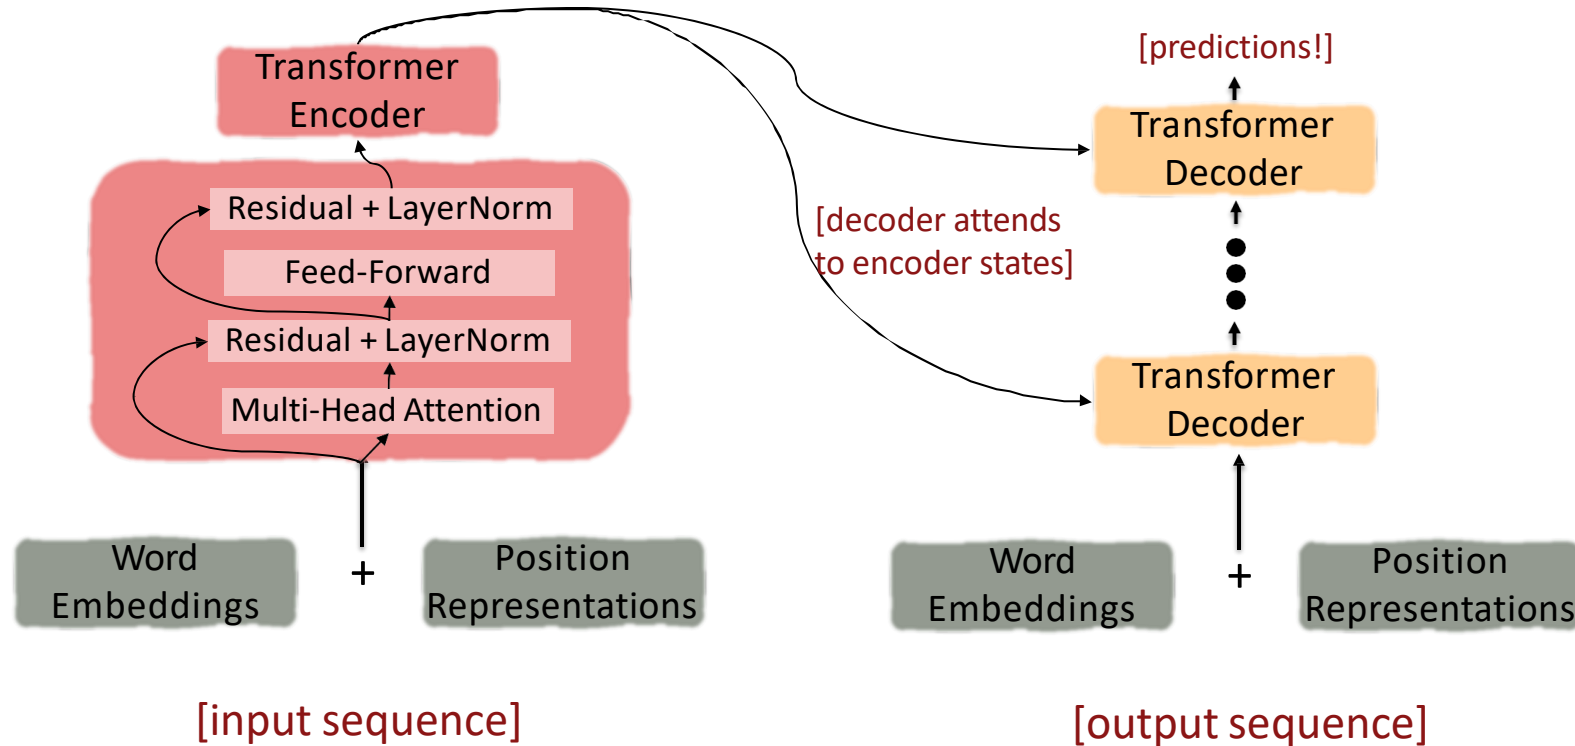 Transformer
Encoder
Residual + LayerNorm
Feed-Forward
Residual + LayerNorm
Multi-Head Attention
Word
Embeddings
+
Position
Representations
[input sequence]
[decoder attends
to encoder states]
[predictions!]
Transformer
Decoder
Transformer
Decoder
Word
Embeddings
+
Position
Representations
[output sequence]